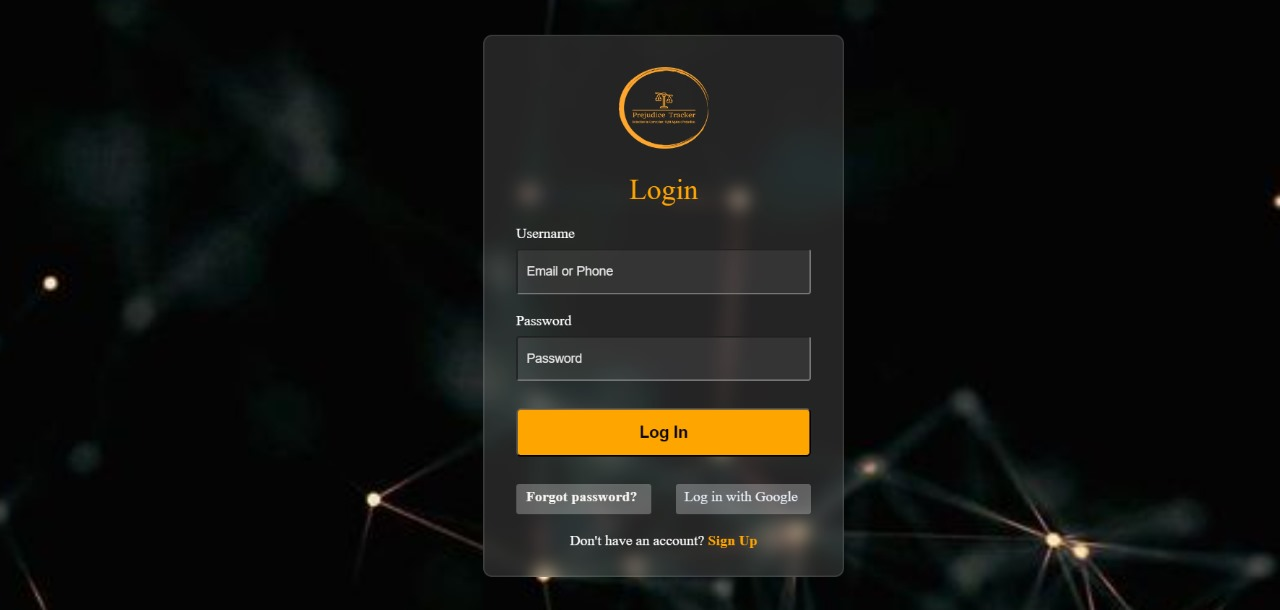 Prejudice Tracker
Login
Username
Email or Phone
Password
Password
Log In
Forgot password?
Log in with Google
Don't have an account? Sign Up